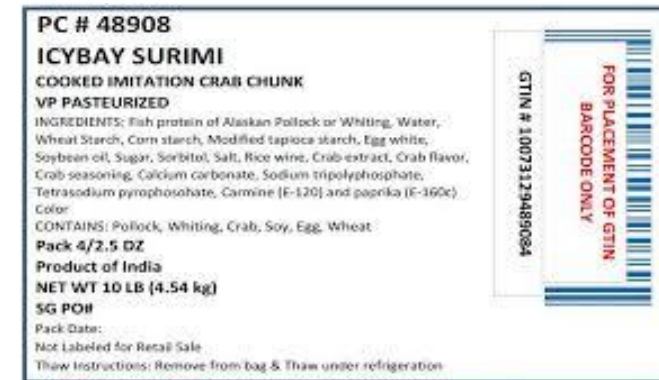 PC # 48908
ICYBAY SURIMI
COOKED IMITATION CRAB CHUNK
VP PASTEURIZED
INGREDIENTS: Fish protein of Alaskan Pollock or Whiting, Water,
Wheat Starch, Corn starch, Modified tapioca starch, Egg white,
Soybean oil, Sugar, Sorbitol, Salt, Rice wine, Crab extract, Crab flavor,
Crab seasoning, Calcium carbonate, Sodium tripolyphosphate,
Tetrasodium pyrophosohate, Carmine (E-120) and paprika (E-160c)
Color
CONTAINS: Pollock, Whiting, Crab, Soy, Egg, Wheat
Pack 4/2.5 DZ
Product of India
NET WT 10 LB (4.54 kg)
SG PO#
Pack Date:
Not Labeled for Retail Sale
Thaw Instructions: Remove from bag & Thaw under refrigeration
GTIN # 10073129489084
FOR PLACEMENT OF GTIN
BARCODE ONLY